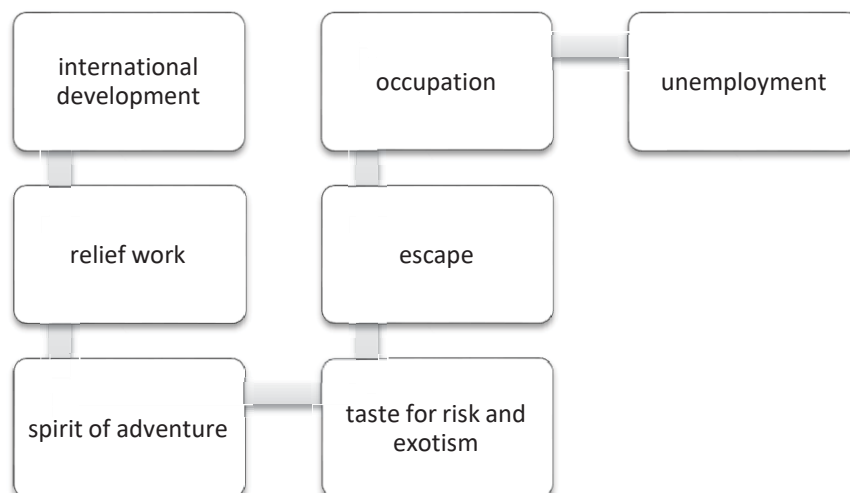 international
development
relief work
spirit of adventure
taste for risk and
exotism
escape
occupation
unemployment